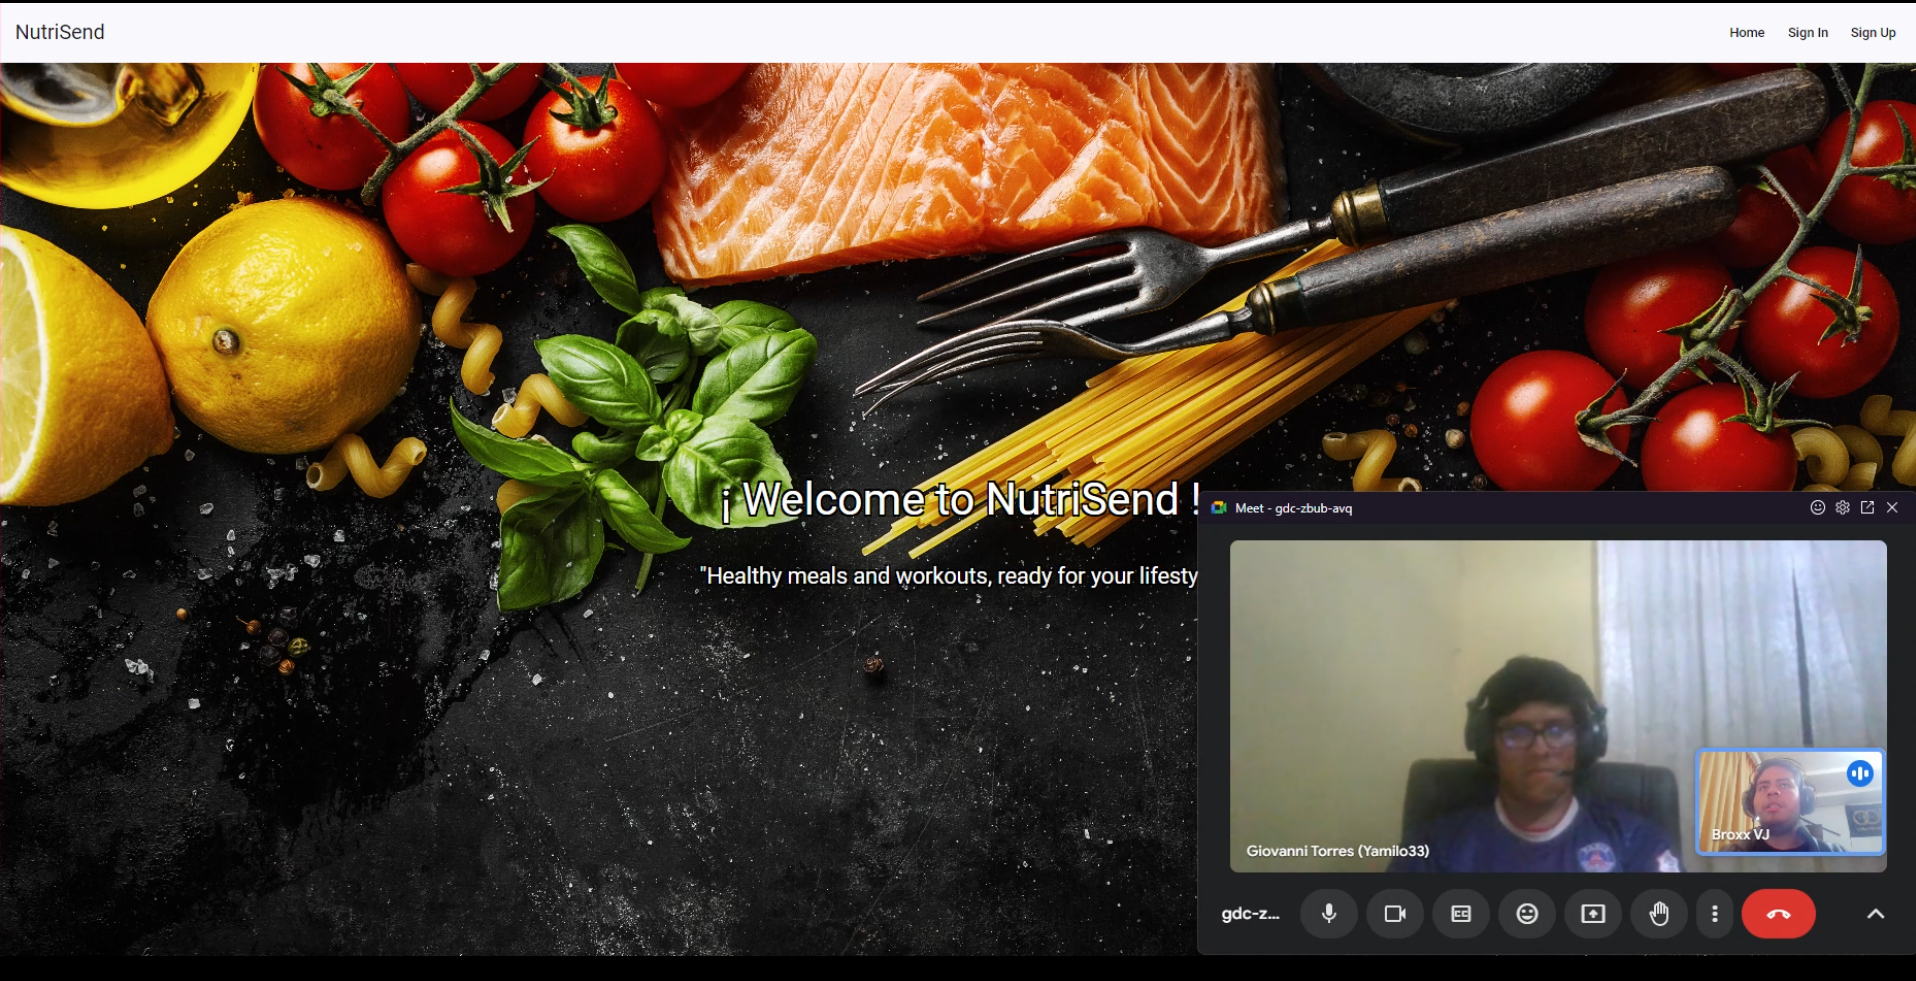 NutriSend
Home Sign In Sign Up
¡ Welcome to NutriSend !
"Healthy meals and workouts, ready for your lifesty
Meet - gdc-zbub-avq
Giovanni Torres (Yamilo33)
Broxx VJ
gdc-z...
CC